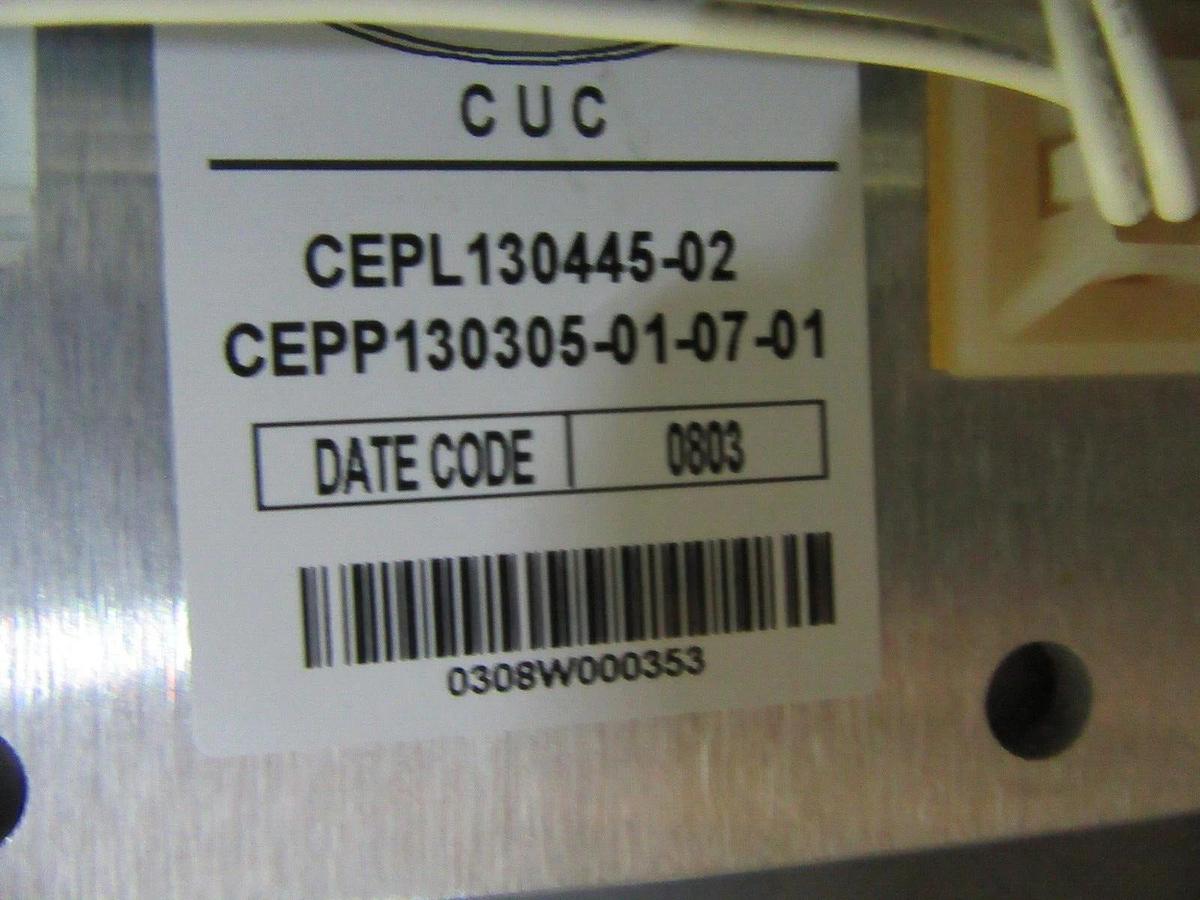 CUC
CEPL130445-02
CEPP130305-01-07-01
DATE CODE 0803
0308W000353